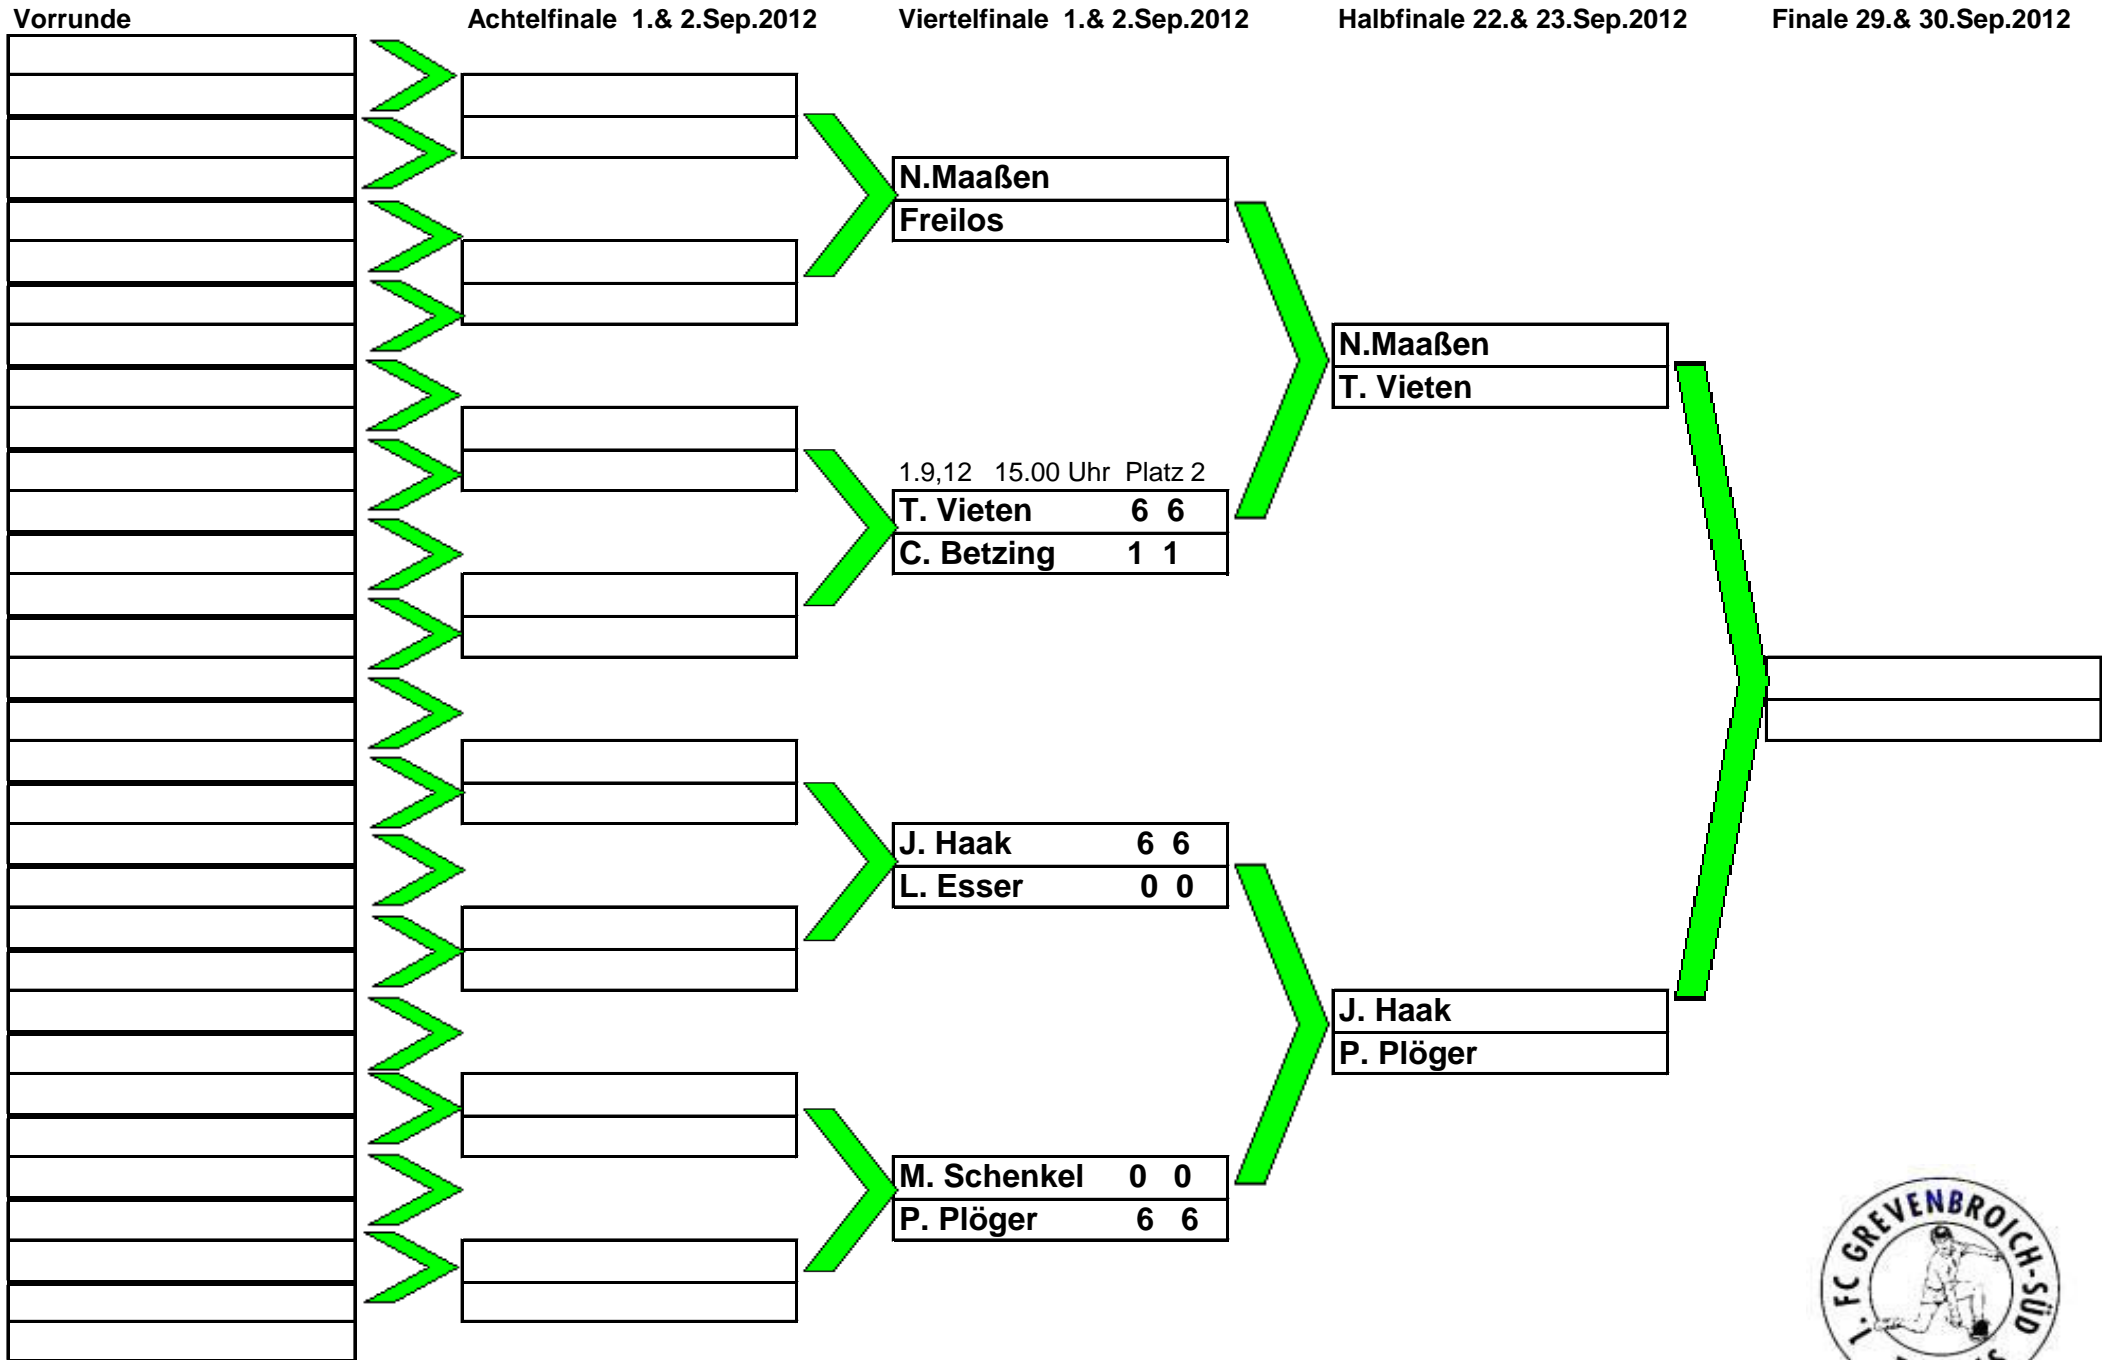 Vorrunde Achtelfinale 1.& 2.Sep.2012 Viertelfinale 1.& 2.Sep.2012 Halbfinale 22.& 23.Sep.2012 Finale 29.& 30.Sep.2012
N.Maaßen
Freilos
N.Maaßen
T. Vieten
1.9,12 15.00 Uhr Platz 2
T. Vieten 6 6
C. Betzing 1 1
J. Haak 6 6
L. Esser 0 0
J. Haak
P. Plöger
M. Schenkel 0 0
P. Plöger 6 6
1. FC GREVENBROICH-SÜD